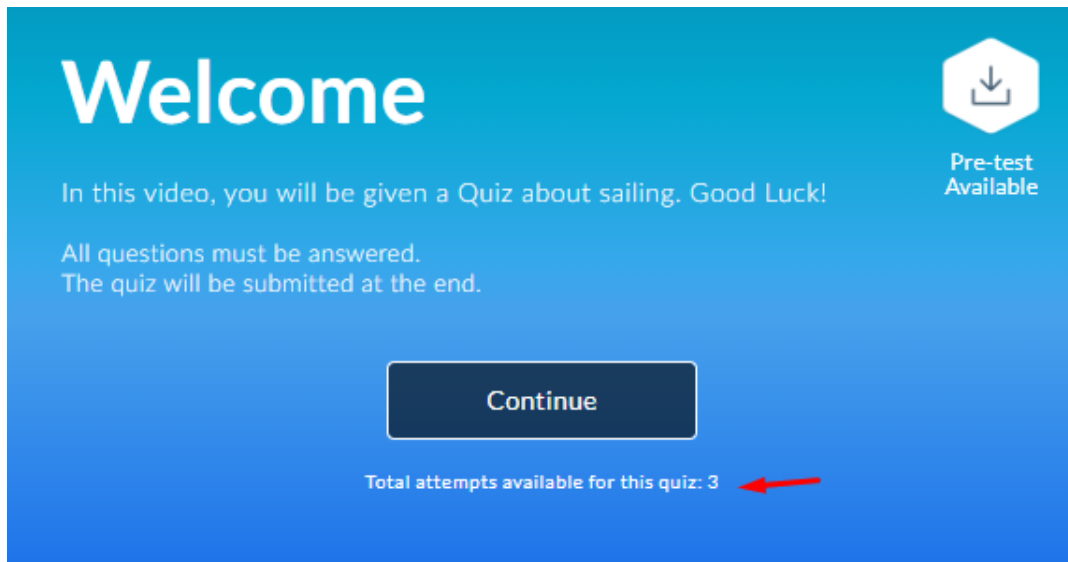 Welcome
Pre-test
Available
In this video, you will be given a Quiz about sailing. Good Luck!
All questions must be answered.
The quiz will be submitted at the end.
Continue
Total attempts available for this quiz: 3